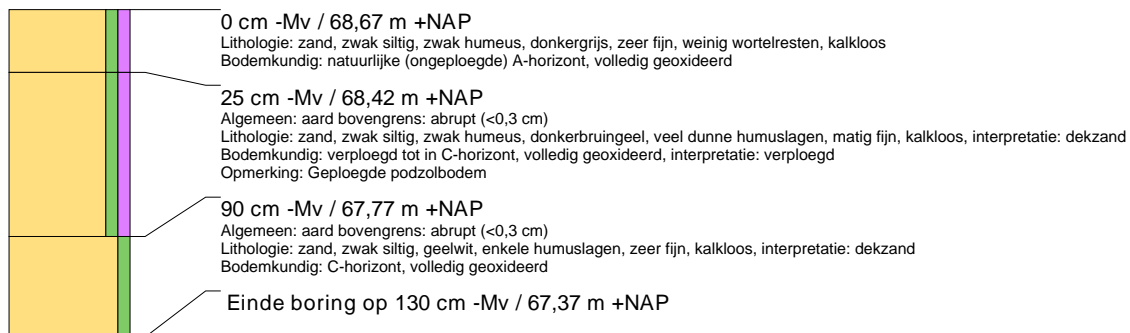 0 cm -Mv / 68,67 m +NAP
Lithologie: zand, zwak siltig, zwak humeus, donkergrijs, zeer fijn, weinig wortelresten, kalkloos
Bodemkundig: natuurlijke (ongeploegde) A-horizont, volledig geoxideerd
25 cm -Mv / 68,42 m +NAP
Algemeen: aard bovengrens: abrupt (<0,3 cm)
Lithologie: zand, zwak siltig, zwak humeus, donkerbruingeel, veel dunne humuslagen, matig fijn, kalkloos, interpretatie: dekzand
Bodemkundig: verploegd tot in C-horizont, volledig geoxideerd, interpretatie: verploegd
Opmerking: Geploegde podzolbodem
90 cm -Mv / 67,77 m +NAP
Algemeen: aard bovengrens: abrupt (<0,3 cm)
Lithologie: zand, zwak siltig, geelwit, enkele humuslagen, zeer fijn, kalkloos, interpretatie: dekzand
Bodemkundig: C-horizont, volledig geoxideerd
Einde boring op 130 cm -Mv / 67,37 m +NAP